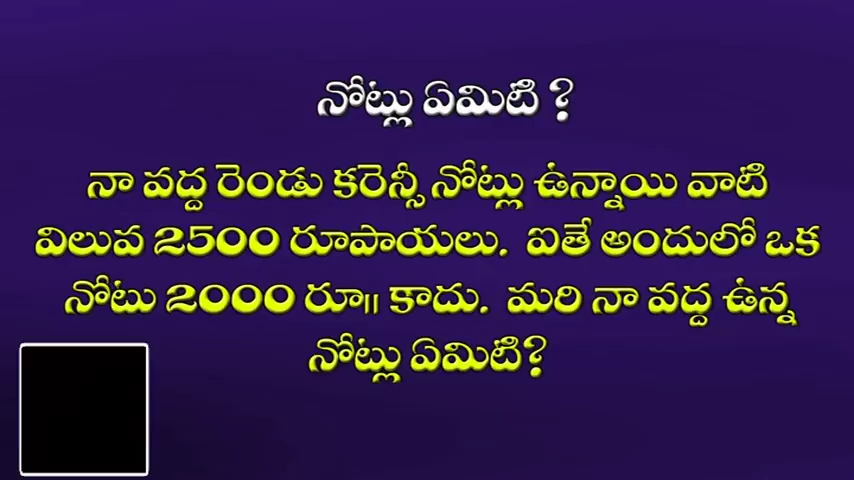 నోట్లు ఏమిటి ?
నా వద్ద రెండు కరెన్సీ నోట్లు ఉన్నాయి వాటి
విలువ 2500 రూపాయలు. ఐతే అందులో ఒక
నోటు 2000 రూ॥ కాదు. మరి నా వద్ద ఉన్న
నోట్లు ఏమిటి?